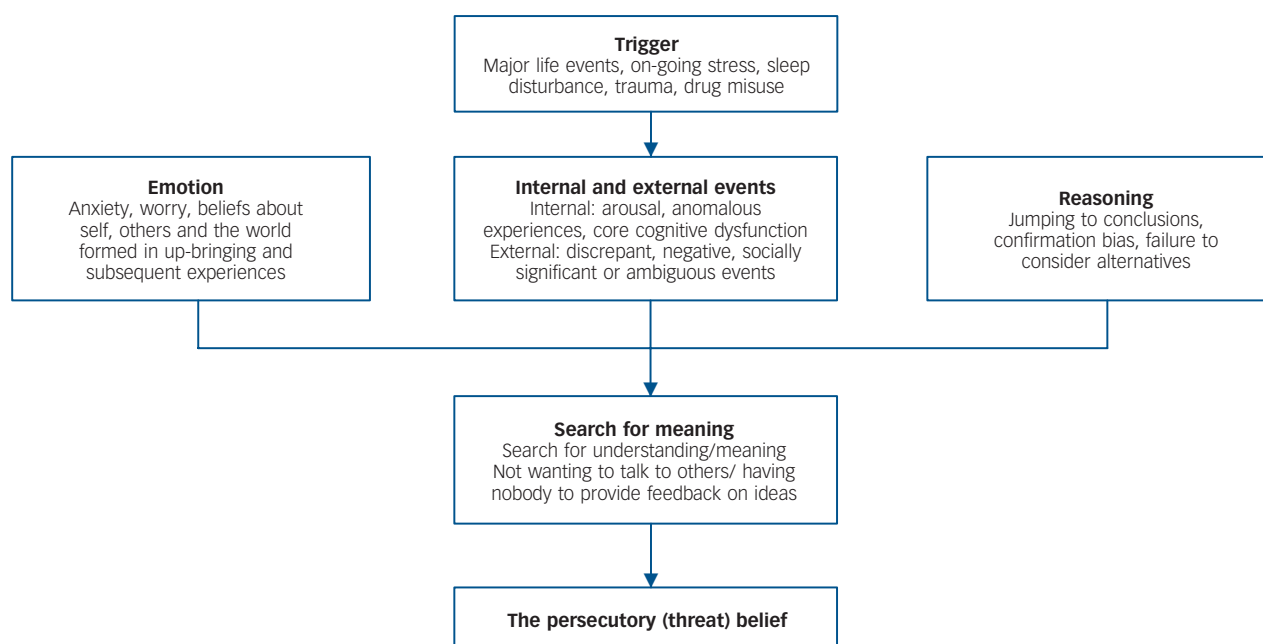 Trigger
Major life events, on-going stress, sleep
disturbance, trauma, drug misuse
Emotion
Anxiety, worry, beliefs about
self, others and the world
formed in up-bringing and
subsequent experiences
Internal and external events
Internal: arousal, anomalous
experiences, core cognitive dysfunction
External: discrepant, negative, socially
significant or ambiguous events
Reasoning
Jumping to conclusions,
confirmation bias, failure to
consider alternatives
Search for meaning
Search for understanding/meaning
Not wanting to talk to others/ having
nobody to provide feedback on ideas
The persecutory (threat) belief